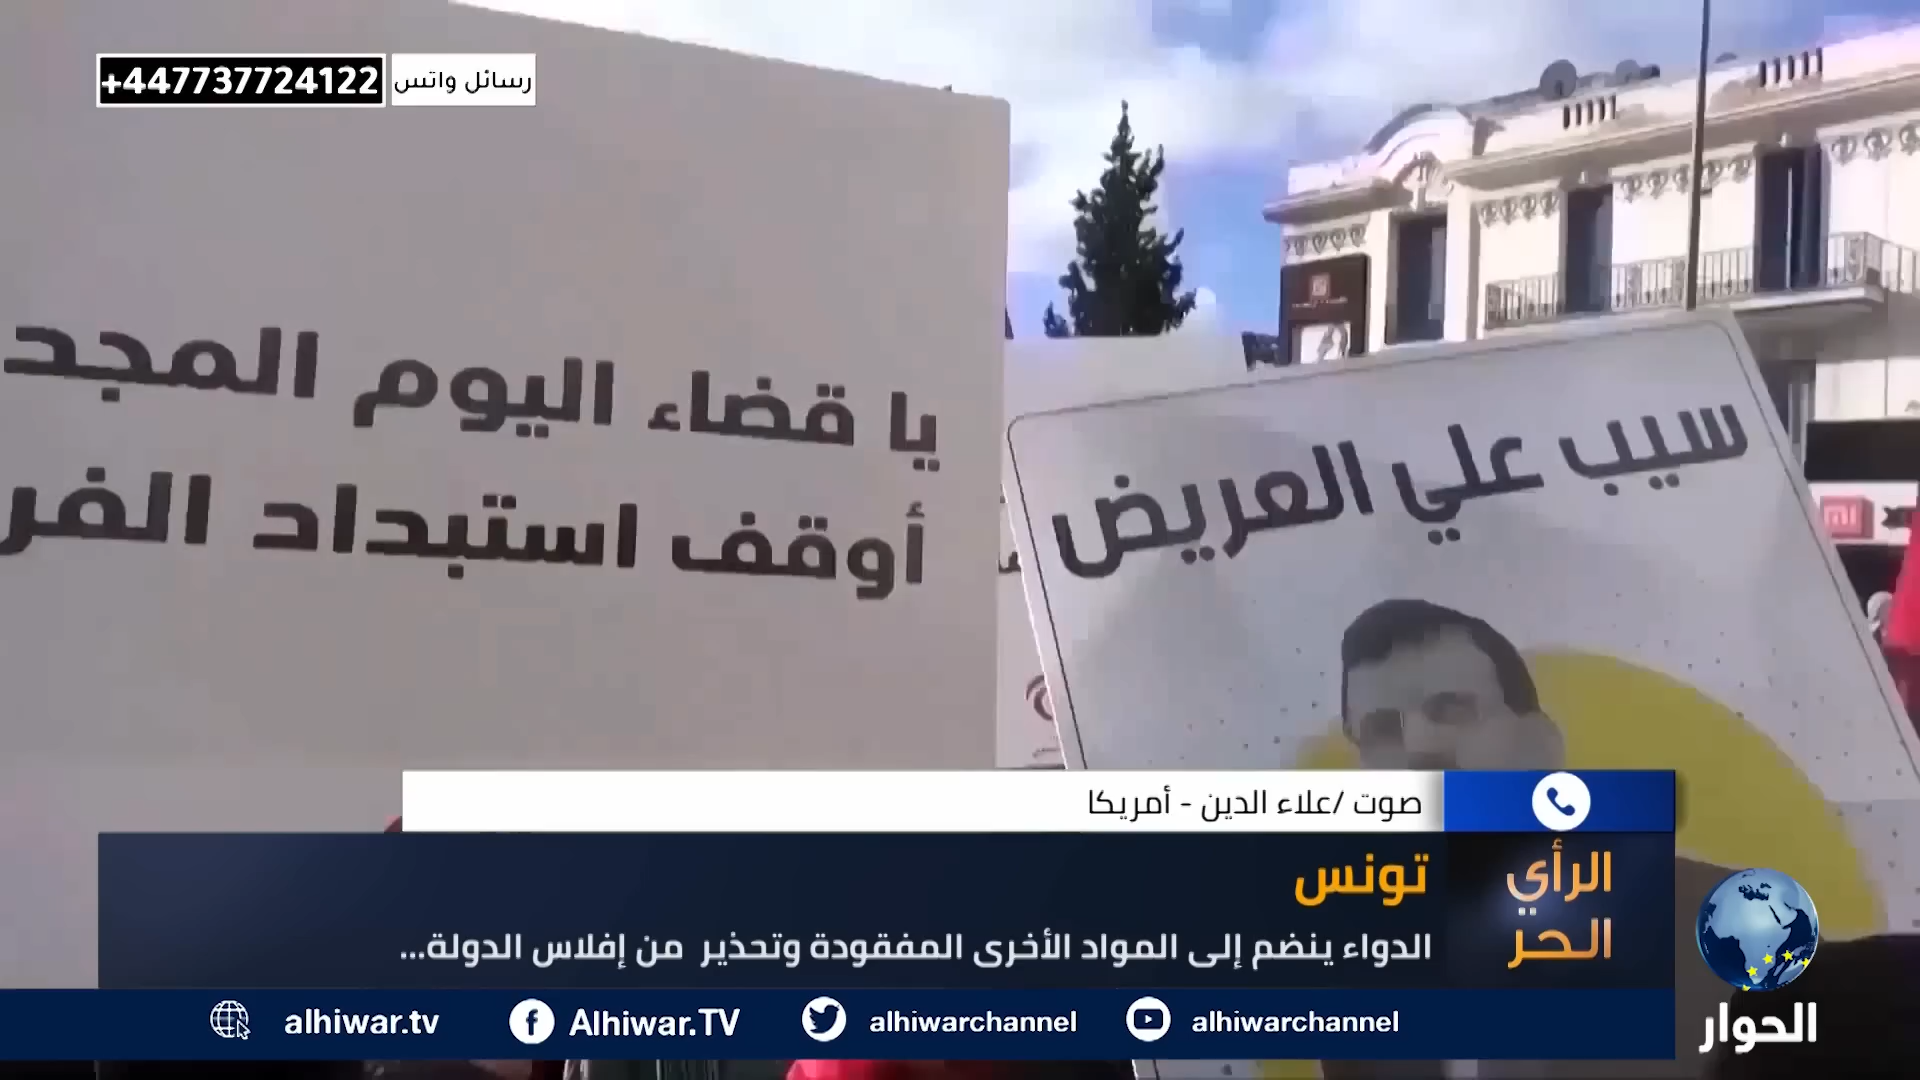 رسائل واتس
+447737724122
يا قضاء اليوم المجد
أوقف استبداد الفر
سيب علي العريض
صوت /علاء الدين - أمريكا
الرأي
الحر
تونس
الدواء ينضم إلى المواد الأخرى المفقودة وتحذير من إفلاس الدولة...
alhiwar.tv
Alhiwar.TV
alhiwarchannel
alhiwarchannel
الحوار